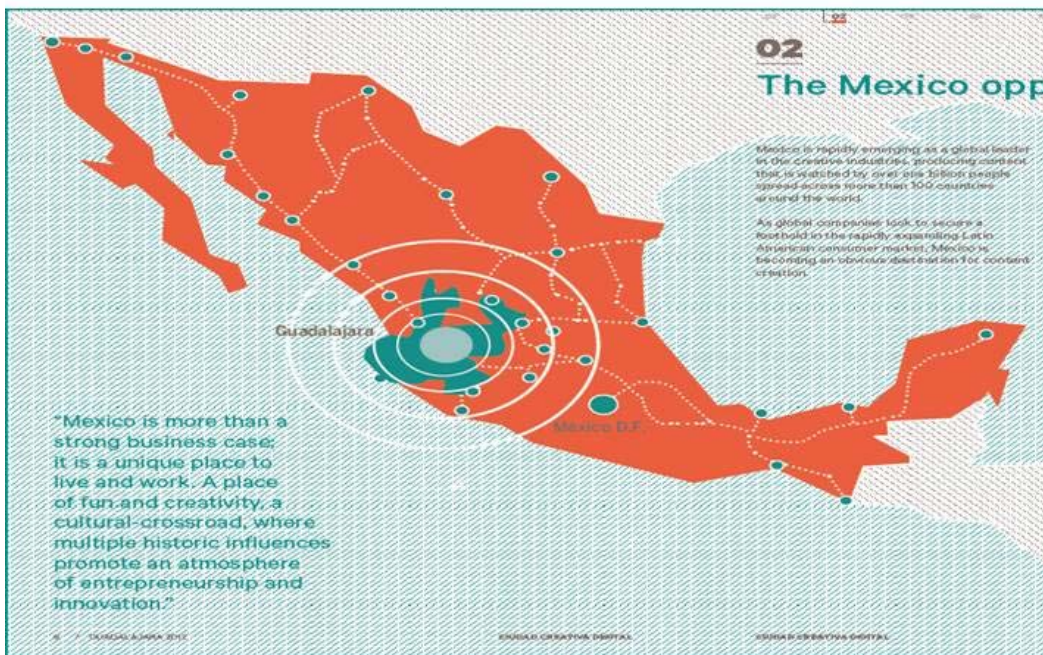 02
02
The Mexico opp
Mexico is rapidly emerging as a global leader
in the creative industries, producing content
that is watched by over one billion people
spread across more than 100 countries
around the world.
As global companies look to secure a
foothold in the rapidly expanding Latin
American consumer market, Mexico is
becoming an obvious destination for content
creation.
Guadalajara
México D.F.
"Mexico is more than a
strong business case;
it is a unique place to
live and work. A place
of fun and creativity, a
cultural-crossroad, where
multiple historic influences
promote an atmosphere
of entrepreneurship and
innovation."
GUADALAJARA 2012
CIUDAD CREATIVA DIGITAL
CIUDAD CREATIVA DIGITAL